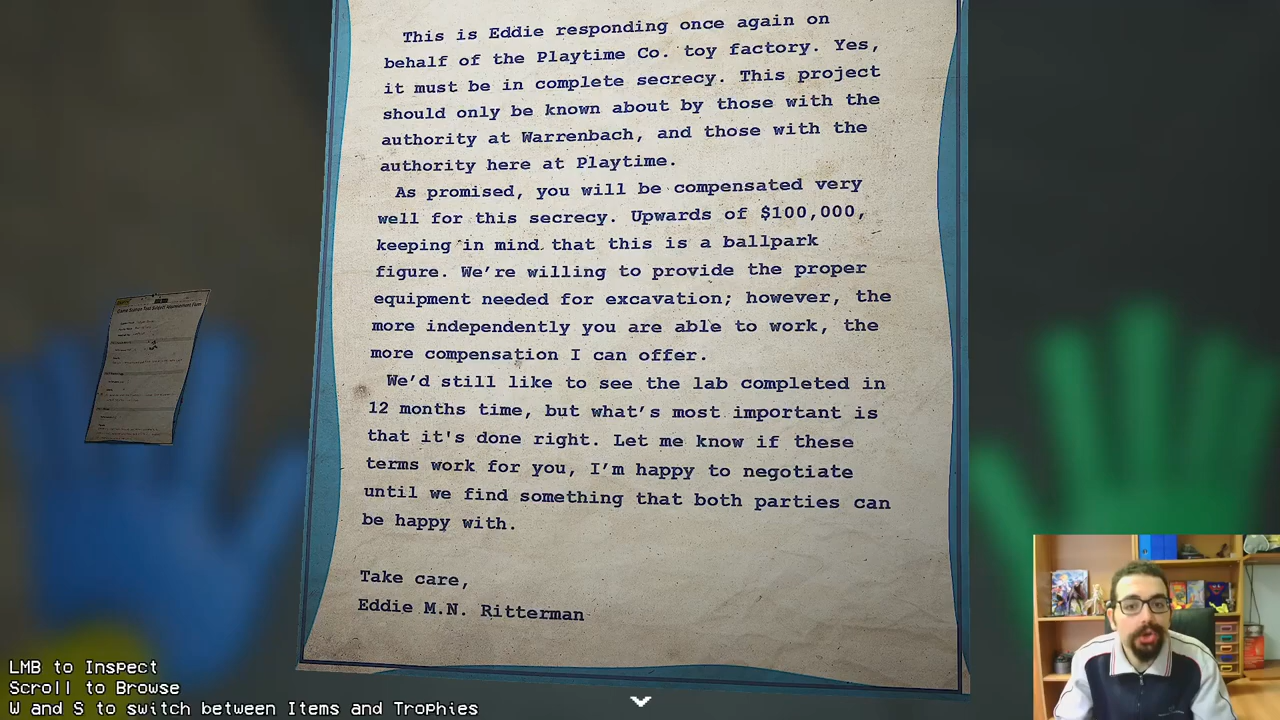 This is Eddie responding once again on
behalf of the Playtime Co. toy factory. Yes,
it must be in complete secrecy. This project
should only be known about by those with the
authority at Warrenbach, and those with the
authority here at Playtime.
As promised, you will be compensated very
well for this secrecy. Upwards of $100,000,
keeping in mind that this is a ballpark
figure. We're willing to provide the proper
equipment needed for excavation; however, the
more independently you are able to work, the
more compensation I can offer.
We'd still like to see the lab completed in
12 months time, but what's most important is
that it's done right. Let me know if these
terms work for you, I'm happy to negotiate
until we find something that both parties can
be happy with.
Take care,
Eddie M.N. Ritterman
LMB to Inspect
Scroll to Browse
W and S to switch between Items and Trophies